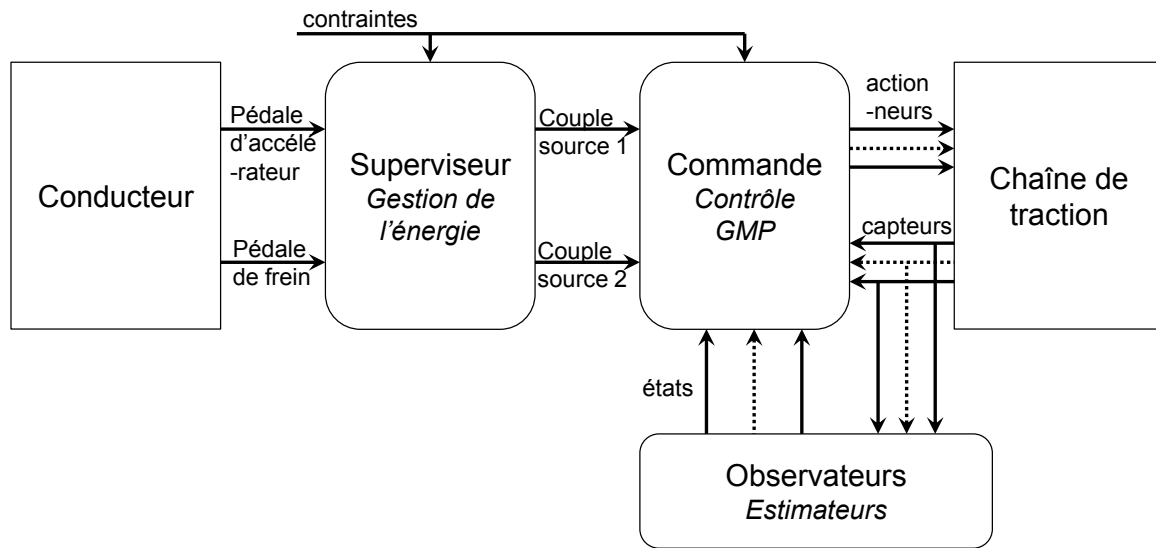 contraintes
Conducteur
Pédale
d'accélé
-rateur
Pédale
de frein
Superviseur
Gestion de
l'énergie
Couple
source 1
Couple
source 2
Commande
Contrôle
GMP
action
-neurs
capteurs
Chaîne de
traction
états
Observateurs
Estimateurs